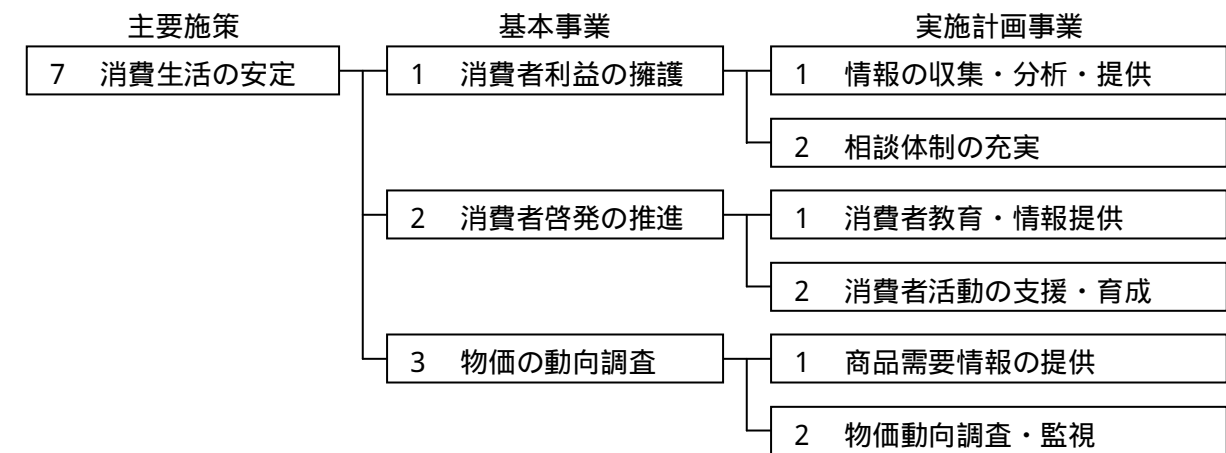 主要施策 基本事業 実施計画事業
7 消費生活の安定 1 消費者利益の擁護 1 情報の収集・分析・提供
2 相談体制の充実
2 消費者啓発の推進 1 消費者教育・情報提供
2 消費者活動の支援・育成
3 物価の動向調査 1 商品需要情報の提供
2 物価動向調査・監視